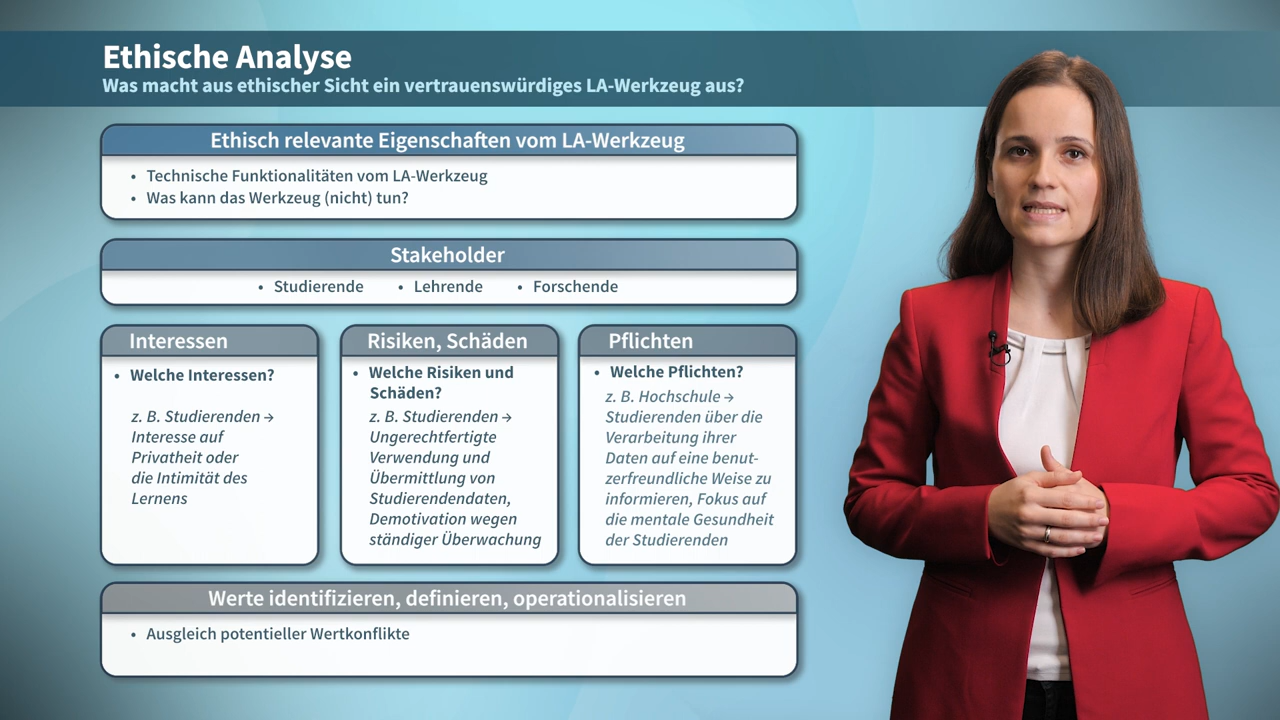 Ethische Analyse
Was macht aus ethischer Sicht ein vertrauenswürdiges LA-Werkzeug aus?
Ethisch relevante Eigenschaften vom LA-Werkzeug
• Technische Funktionalitäten vom LA-Werkzeug
• Was kann das Werkzeug (nicht) tun?
Stakeholder
• Studierende • Lehrende • Forschende
Interessen
• Welche Interessen?
z. B. Studierenden →
Interesse auf
Privatheit oder
die Intimität des
Lernens
Risiken, Schäden
• Welche Risiken und
Schäden?
z. B. Studierenden →
Ungerechtfertigte
Verwendung und
Übermittlung von
Studierendendaten,
Demotivation wegen
ständiger Überwachung
Pflichten
• Welche Pflichten?
z. B. Hochschule →
Studierenden über die
Verarbeitung ihrer
Daten auf eine benut-
zerfreundliche Weise zu
informieren, Fokus auf
die mentale Gesundheit
der Studierenden
Werte identifizieren, definieren, operationalisieren
• Ausgleich potentieller Wertkonflikte